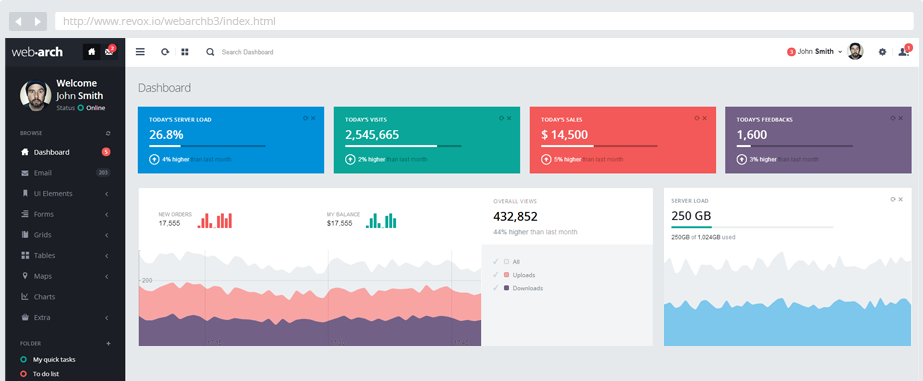 http://www.revox.io/webarchb3/index.html
web-arch
Search Dashboard
3 John Smith
1
Welcome
John Smith
Status Online
BROWSE
Dashboard 5
Email 203
UI Elements
Forms
Grids
Tables
Maps
Charts
Extra
FOLDER +
My quick tasks
To do list
Dashboard
TODAY'S SERVER LOAD
26.8%
4% higher than last month
TODAY'S VISITS
2,545,665
2% higher than last month
TODAY'S SALES
$ 14,500
5% higher than last month
TODAY'S FEEDBACKS
1,600
3% higher than last month
NEW ORDERS
17,555
MY BALANCE
$17,555
OVERALL VIEWS
432,852
44% higher than last month
200
All
Uploads
Downloads
SERVER LOAD
250 GB
250GB of 1,024GB used